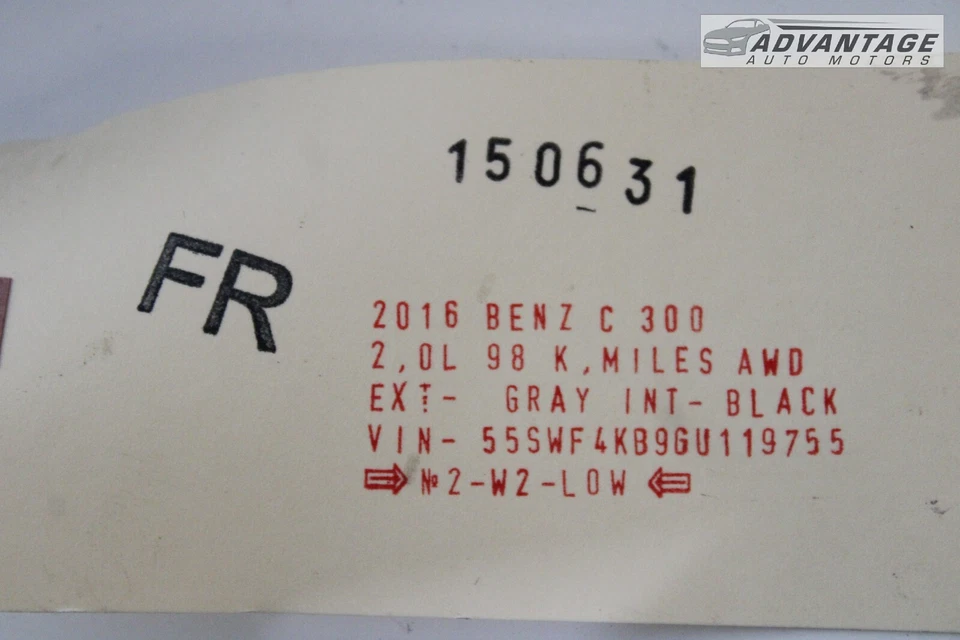 ADVANTAGE
AUTO MOTORS
150631
FR
2016 BENZ C 300
2,0L 98 K,MILES AWD
EXT- GRAY INT- BLACK
VIN- 55SWF4KB9GU119755
⇒ №2-W2-LOW ⇐